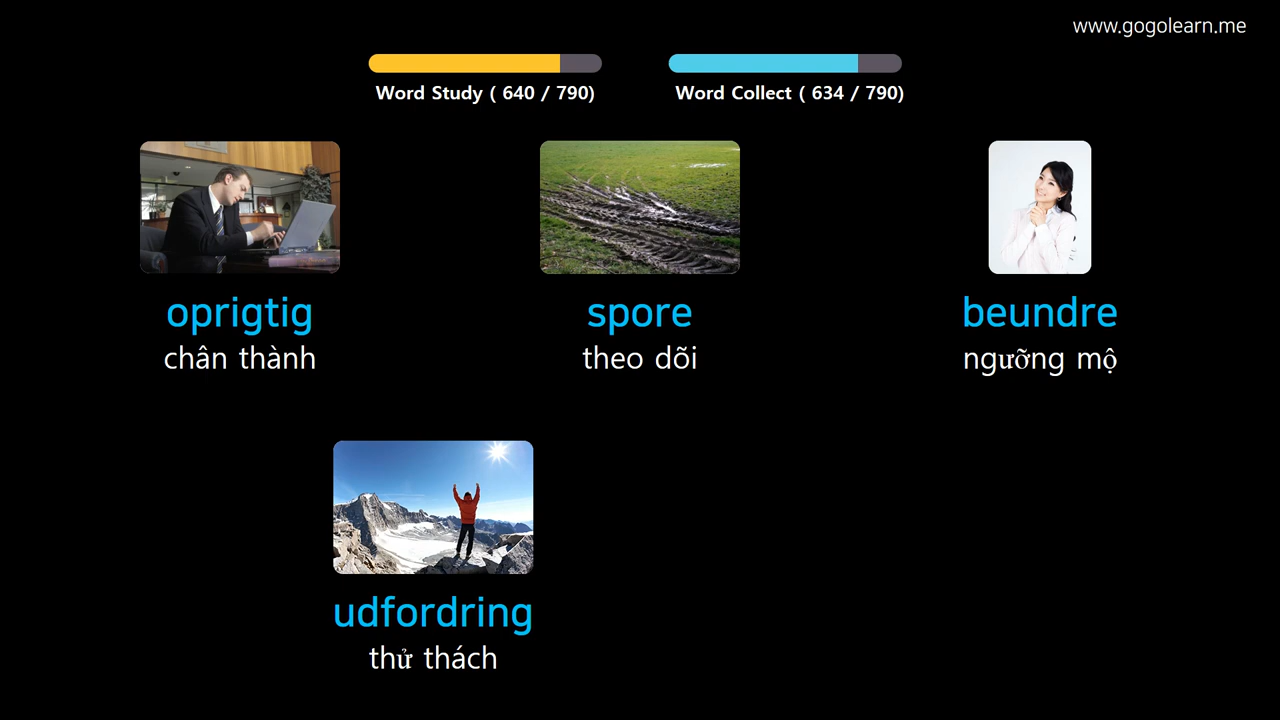 www.gogolearn.me
Word Study ( 640 / 790)
Word Collect ( 634 / 790)
oprigtig
chân thành
spore
theo dõi
beundre
ngưỡng mộ
udfordring
thử thách